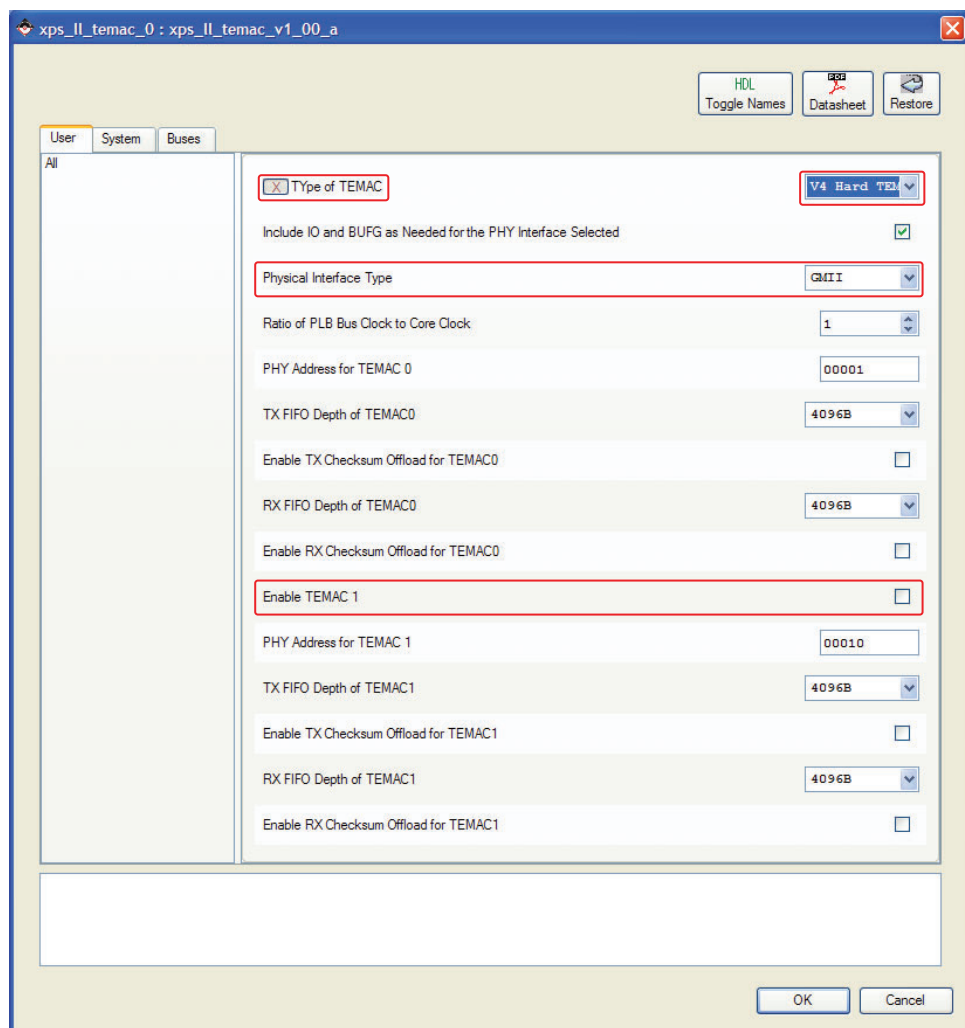 xps_ll_temac_0 : xps_ll_temac_v1_00_a
HDL
Toggle Names
PDF
Datasheet
Restore
User System Buses
All
X TYpe of TEMAC V4 Hard TEM
Include IO and BUFG as Needed for the PHY Interface Selected
Physical Interface Type GMII
Ratio of PLB Bus Clock to Core Clock 1
PHY Address for TEMAC 0 00001
TX FIFO Depth of TEMAC0 4096B
Enable TX Checksum Offload for TEMAC0
RX FIFO Depth of TEMAC0 4096B
Enable RX Checksum Offload for TEMAC0
Enable TEMAC 1
PHY Address for TEMAC 1 00010
TX FIFO Depth of TEMAC1 4096B
Enable TX Checksum Offload for TEMAC1
RX FIFO Depth of TEMAC1 4096B
Enable RX Checksum Offload for TEMAC1
OK Cancel